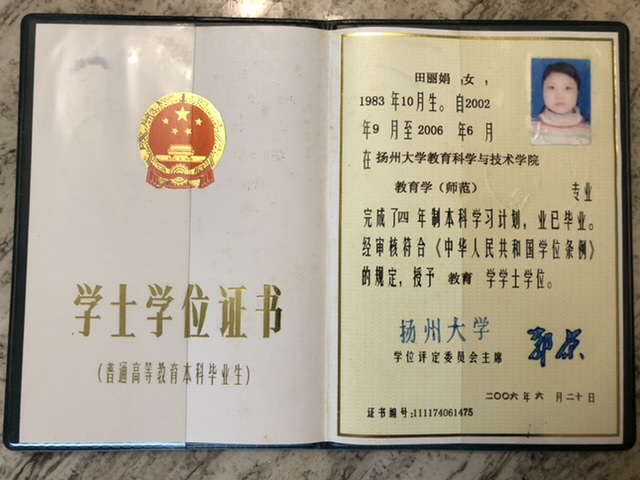 学士学位证书
(普通高等教育本科毕业生)
田丽娟 ,女 ,
1983 年10月生。自2002
年9 月至2006 年6 月
在扬州大学教育科学与技术学院
教育学（师范） 专业
完成了四 年制本科学习计划，业已毕业。
经审核符合《中华人民共和国学位条例》
的规定，授予 教育 学学士学位。
扬州大学
学位评定委员会主席
二〇〇六 年 六 月 二十 日
证书编号:111174061475